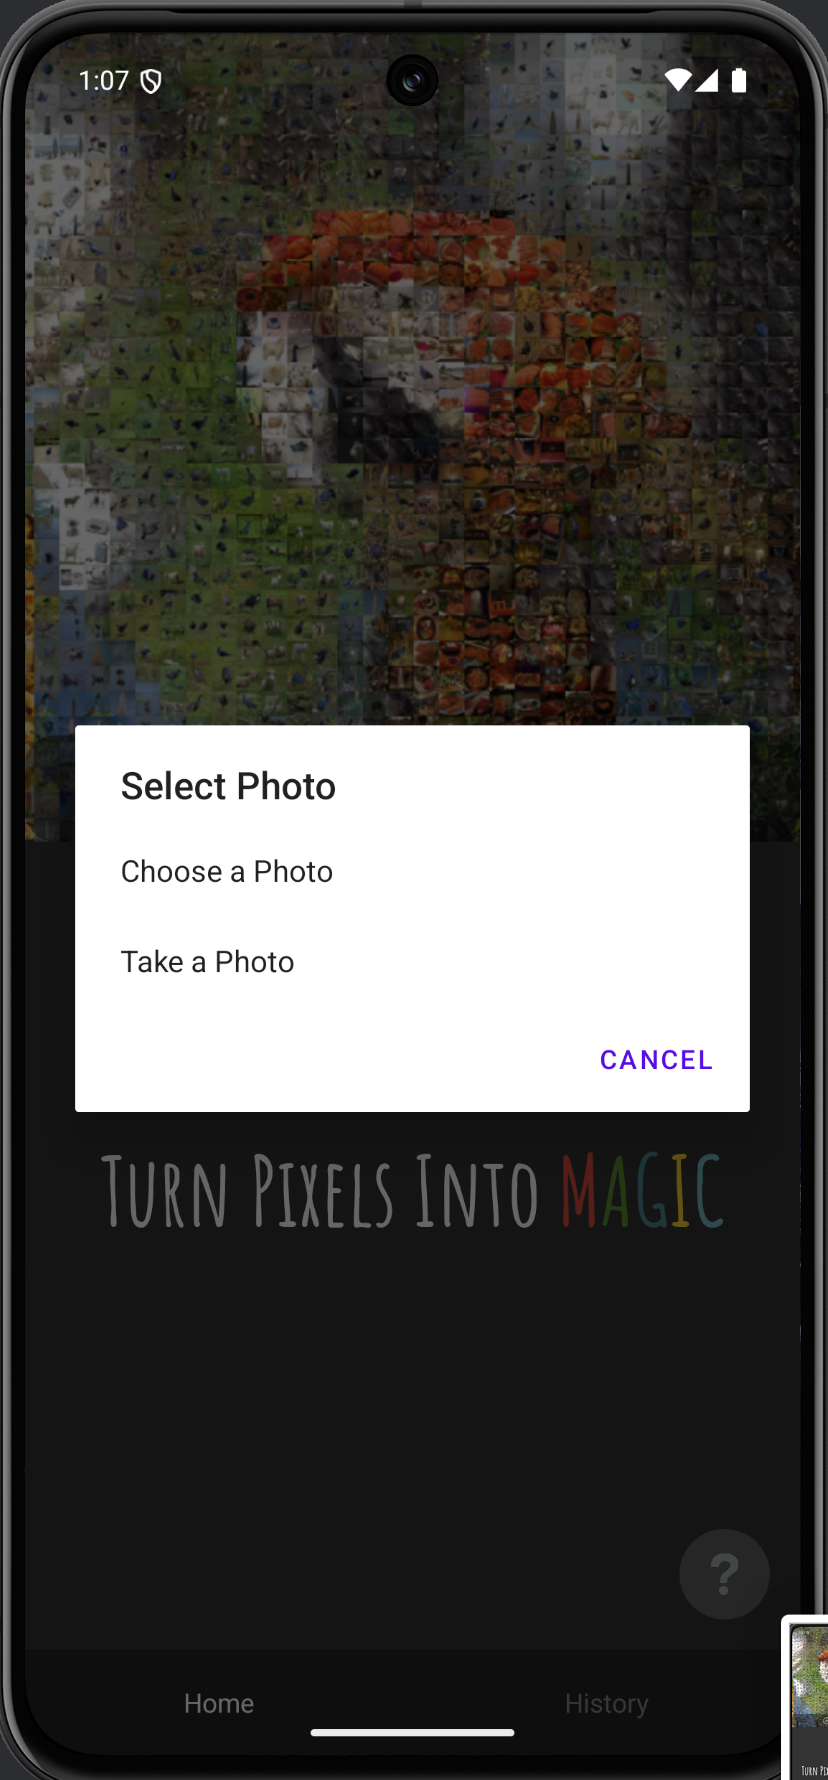 1:07
Select Photo
Choose a Photo
Take a Photo
CANCEL
TURN PIXELS INTO MAGIC
?
Home
History